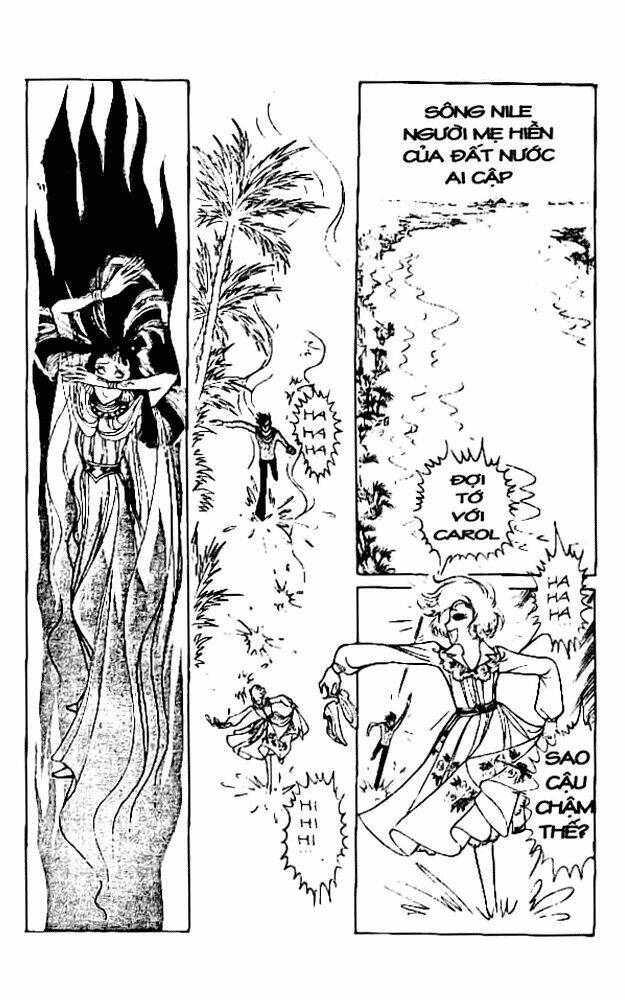 SÔNG NILE
NGƯỜI MẸ HIỀN
CỦA ĐẤT NƯỚC
AI CẬP
ĐỢI
TỚ
VỚI
CAROL
HA
HA
HA
SAO
CẬU
CHẬM
THẾ?
HA
HA
HA
HI
HI
HI